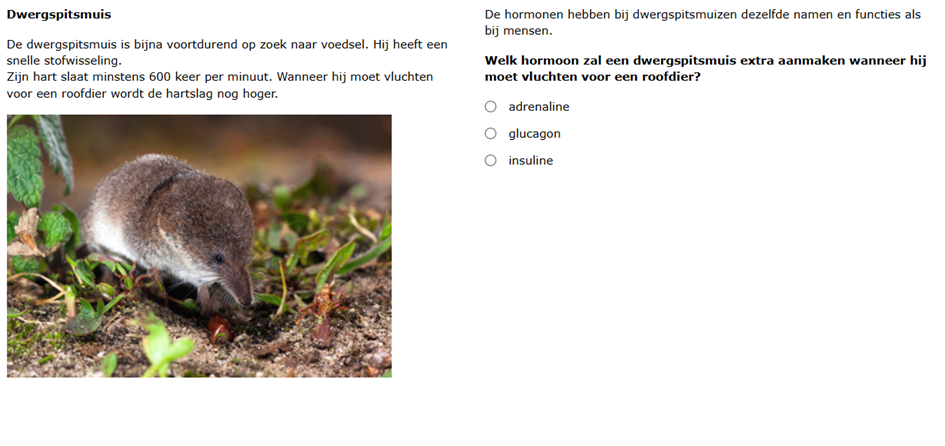 Dwergspitsmuis
De dwergspitsmuis is bijna voortdurend op zoek naar voedsel. Hij heeft een
snelle stofwisseling.
Zijn hart slaat minstens 600 keer per minuut. Wanneer hij moet vluchten
voor een roofdier wordt de hartslag nog hoger.
De hormonen hebben bij dwergspitsmuizen dezelfde namen en functies als
bij mensen.
Welk hormoon zal een dwergspitsmuis extra aanmaken wanneer hij
moet vluchten voor een roofdier?
adrenaline
glucagon
insuline